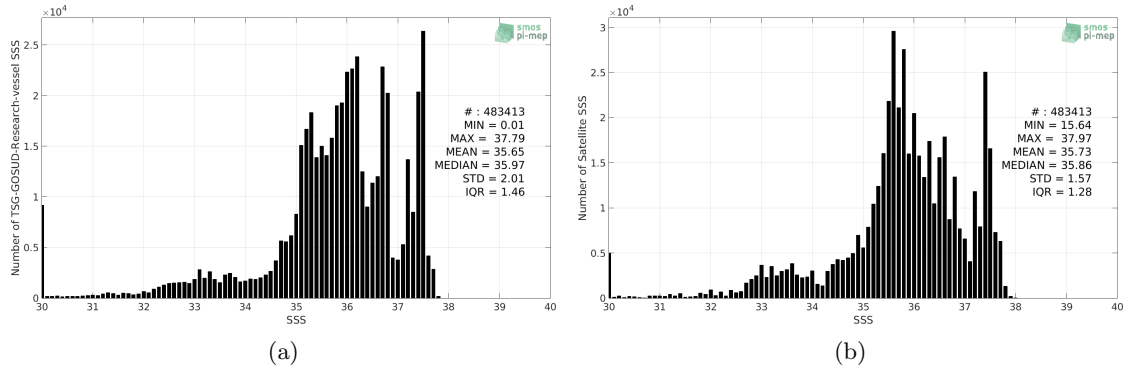 ×10⁴
smos
pi-mep
Number of TSG-GOSUD-Research-vessel SSS
2.5
2
1.5
1
0.5
0
# : 483413
MIN = 0.01
MAX = 37.79
MEAN = 35.65
MEDIAN = 35.97
STD = 2.01
IQR = 1.46
30 31 32 33 34 35 36 37 38 39 40
SSS
(a)
×10⁴
smos
pi-mep
Number of Satellite SSS
3
2.5
2
1.5
1
0.5
0
# : 483413
MIN = 15.64
MAX = 37.97
MEAN = 35.73
MEDIAN = 35.86
STD = 1.57
IQR = 1.28
30 31 32 33 34 35 36 37 38 39 40
SSS
(b)